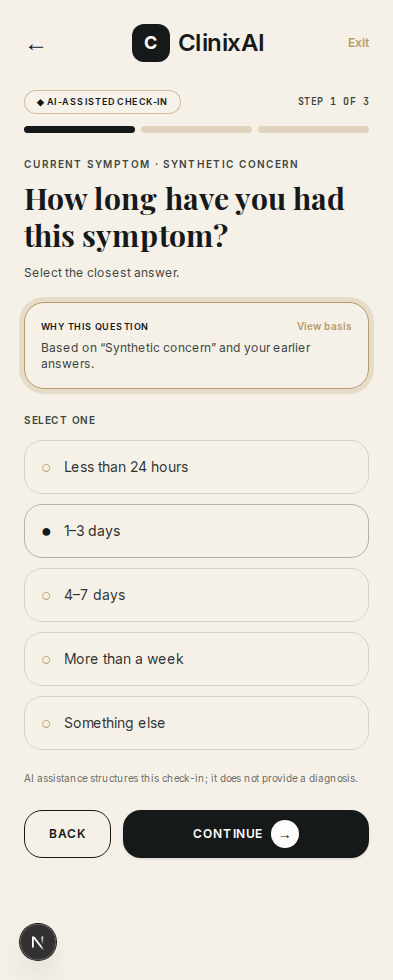 ←
C ClinixAI
Exit
◆ AI-ASSISTED CHECK-IN
STEP 1 OF 3
CURRENT SYMPTOM · SYNTHETIC CONCERN
How long have you had
this symptom?
Select the closest answer.
WHY THIS QUESTION
View basis
Based on “Synthetic concern” and your earlier
answers.
SELECT ONE
Less than 24 hours
1–3 days
4–7 days
More than a week
Something else
AI assistance structures this check-in; it does not provide a diagnosis.
BACK
CONTINUE →
N